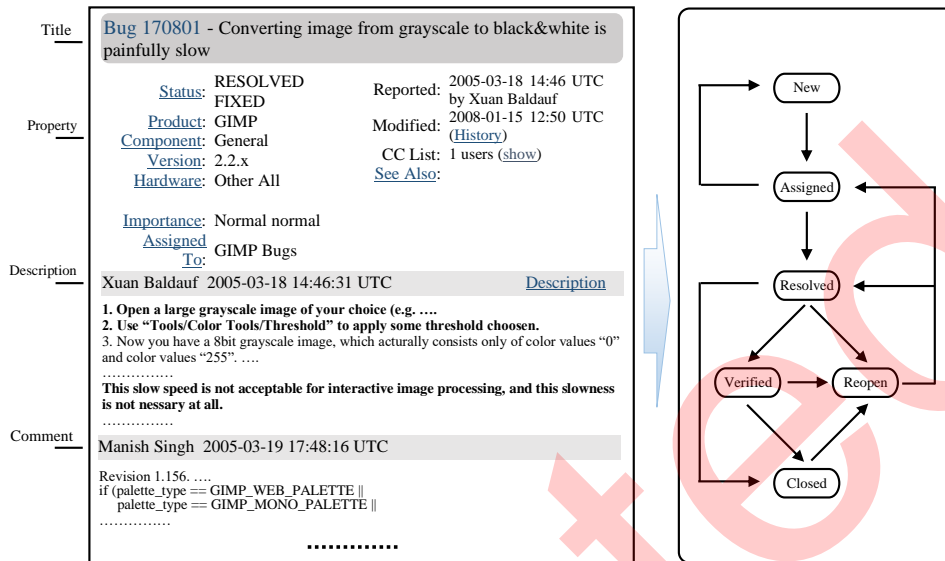 Title
Bug 170801 - Converting image from grayscale to black&white is
painfully slow
Property
Status: RESOLVED
FIXED
Product: GIMP
Component: General
Version: 2.2.x
Hardware: Other All
Importance: Normal normal
Assigned
To: GIMP Bugs
Reported: 2005-03-18 14:46 UTC
by Xuan Baldauf
Modified: 2008-01-15 12:50 UTC
(History)
CC List: 1 users (show)
See Also:
Description
Xuan Baldauf 2005-03-18 14:46:31 UTC Description
1. Open a large grayscale image of your choice (e.g. ….
2. Use “Tools/Color Tools/Threshold” to apply some threshold choosen.
3. Now you have a 8bit grayscale image, which acturally consists only of color values “0”
and color values “255”. ….
……………
This slow speed is not acceptable for interactive image processing, and this slowness
is not nessary at all.
……………
Comment
Manish Singh 2005-03-19 17:48:16 UTC
Revision 1.156. ….
if (palette_type == GIMP_WEB_PALETTE ||
palette_type == GIMP_MONO_PALETTE ||
……………
………….
New
Assigned
Resolved
Verified
Reopen
Closed